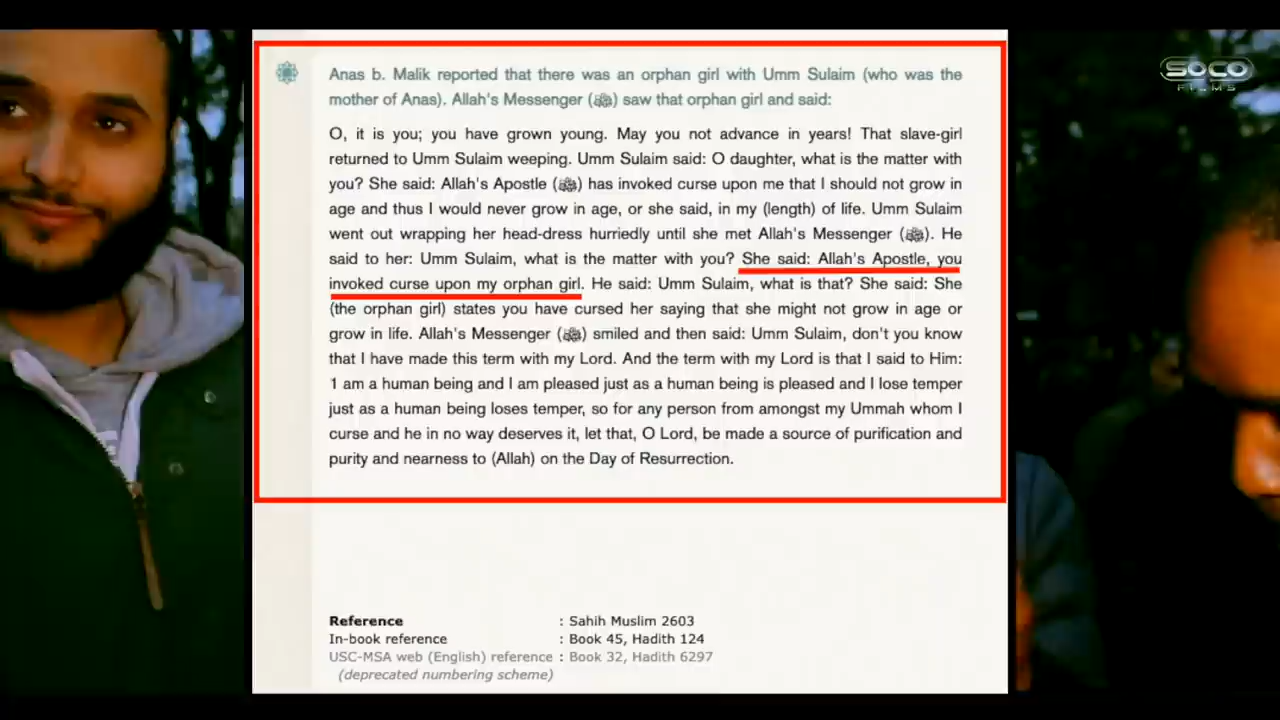 SOCO
FILMS
Anas b. Malik reported that there was an orphan girl with Umm Sulaim (who was the
mother of Anas). Allah's Messenger (ﷺ) saw that orphan girl and said:
O, it is you; you have grown young. May you not advance in years! That slave-girl
returned to Umm Sulaim weeping. Umm Sulaim said: O daughter, what is the matter with
you? She said: Allah's Apostle (ﷺ) has invoked curse upon me that I should not grow in
age and thus I would never grow in age, or she said, in my (length) of life. Umm Sulaim
went out wrapping her head-dress hurriedly until she met Allah's Messenger (ﷺ). He
said to her: Umm Sulaim, what is the matter with you? She said: Allah's Apostle, you
invoked curse upon my orphan girl. He said: Umm Sulaim, what is that? She said: She
(the orphan girl) states you have cursed her saying that she might not grow in age or
grow in life. Allah's Messenger (ﷺ) smiled and then said: Umm Sulaim, don't you know
that I have made this term with my Lord. And the term with my Lord is that I said to Him:
1 am a human being and I am pleased just as a human being is pleased and I lose temper
just as a human being loses temper, so for any person from amongst my Ummah whom I
curse and he in no way deserves it, let that, O Lord, be made a source of purification and
purity and nearness to (Allah) on the Day of Resurrection.
Reference : Sahih Muslim 2603
In-book reference : Book 45, Hadith 124
USC-MSA web (English) reference : Book 32, Hadith 6297
(deprecated numbering scheme)